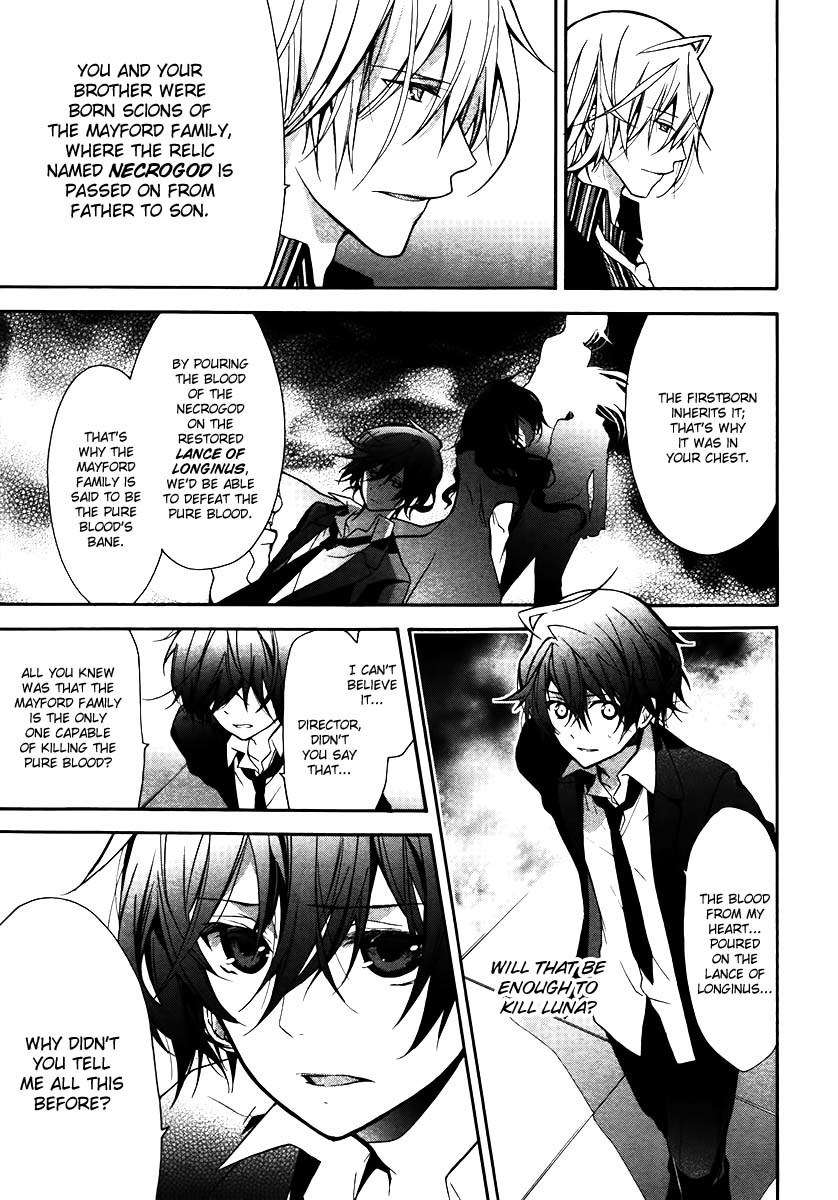 YOU AND YOUR
BROTHER WERE
BORN SCIONS OF
THE MAYFORD FAMILY,
WHERE THE RELIC
NAMED NECROGOD IS
PASSED ON FROM
FATHER TO SON.
THE FIRSTBORN
INHERITS IT;
THAT'S WHY
IT WAS IN
YOUR CHEST.
BY POURING
THE BLOOD
OF THE
NECROGOD
ON THE
RESTORED
LANCE OF
LONGINUS,
WE'D BE ABLE
TO DEFEAT THE
PURE BLOOD.
THAT'S
WHY THE
MAYFORD
FAMILY IS
SAID TO BE
THE PURE
BLOOD'S
BANE.
THE BLOOD
FROM MY
HEART...
POURED
ON THE
LANCE OF
LONGINUS...
WILL THAT BE
ENOUGH TO
KILL LUNA?
I CAN'T
BELIEVE
IT...
DIRECTOR,
DIDN'T
YOU SAY
THAT...
ALL YOU KNEW
WAS THAT THE
MAYFORD FAMILY
IS THE ONLY
ONE CAPABLE
OF KILLING THE
PURE BLOOD?
WHY DIDN'T
YOU TELL
ME ALL THIS
BEFORE?